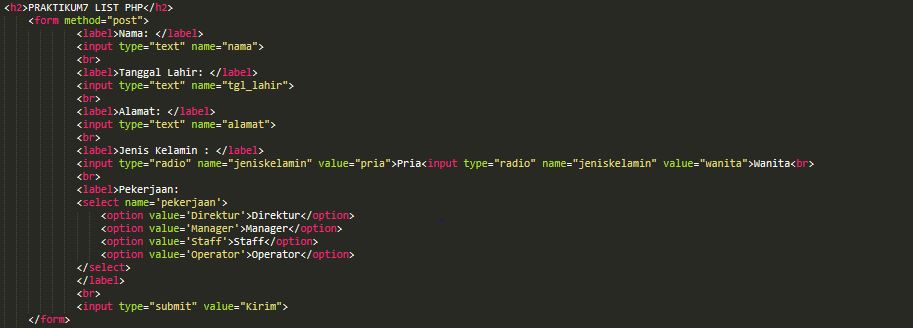 <h2>PRAKTIKUM7 LIST PHP</h2>
<form method="post">
<label>Nama: </label>
<input type="text" name="nama">
<br>
<label>Tanggal Lahir: </label>
<input type="text" name="tgl_lahir">
<br>
<label>Alamat: </label>
<input type="text" name="alamat">
<br>
<label>Jenis Kelamin : </label>
<input type="radio" name="jeniskelamin" value="pria">Pria<input type="radio" name="jeniskelamin" value="wanita">Wanita<br>
<br>
<label>Pekerjaan:
<select name='pekerjaan'>
<option value='Direktur'>Direktur</option>
<option value='Manager'>Manager</option>
<option value='Staff'>Staff</option>
<option value='Operator'>Operator</option>
</select>
</label>
<br>
<input type="submit" value="Kirim">
</form>